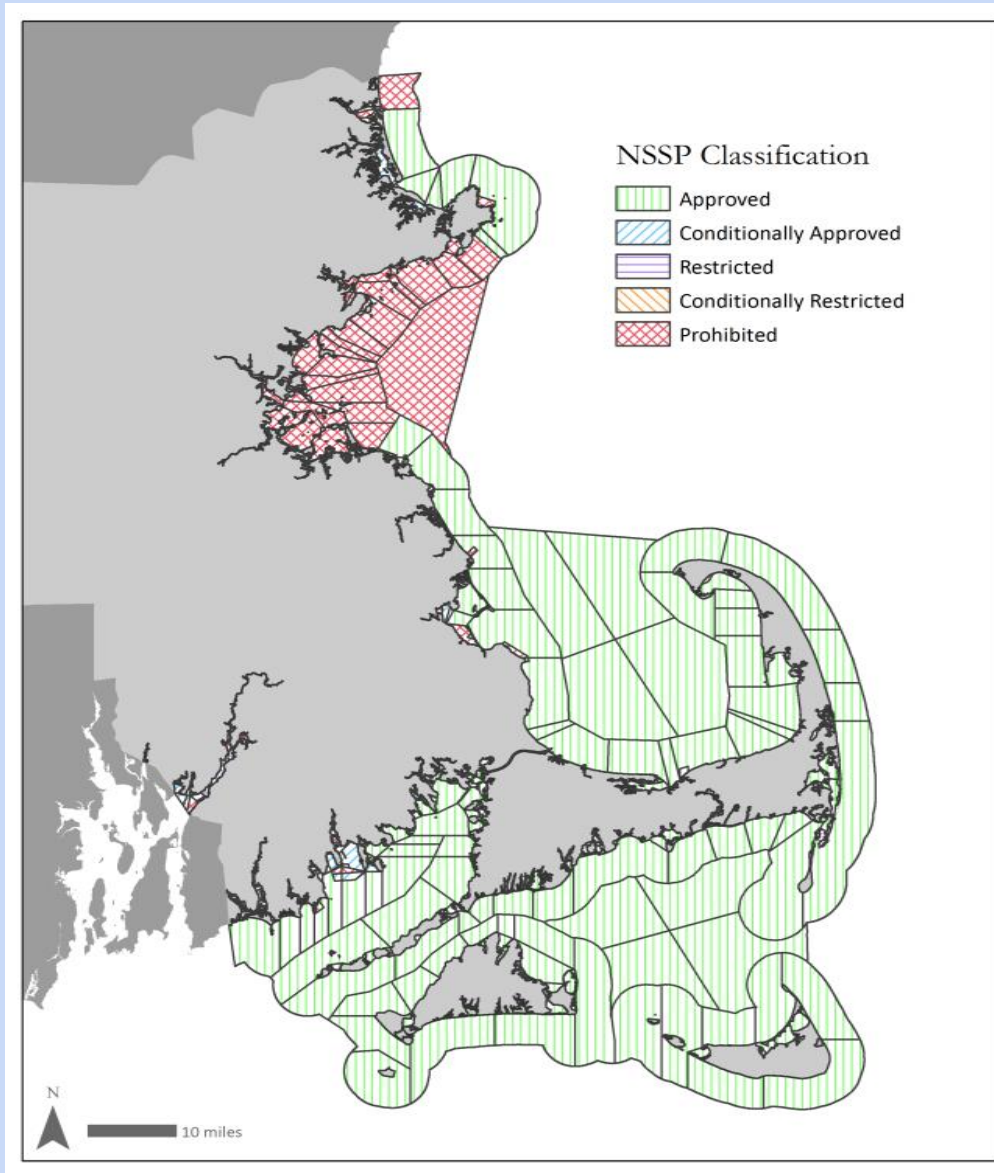 NSSP Classification
Approved
Conditionally Approved
Restricted
Conditionally Restricted
Prohibited
N
10 miles